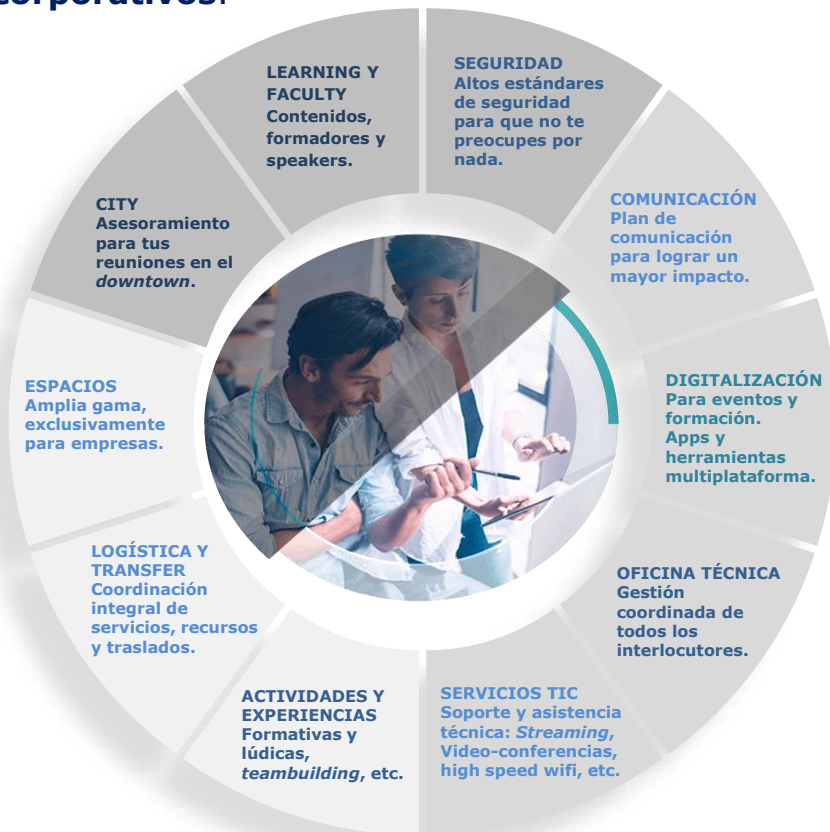 corporativos.
LEARNING Y
FACULTY
Contenidos,
formadores y
speakers.
SEGURIDAD
Altos estándares
de seguridad
para que no te
preocupes por
nada.
COMUNICACIÓN
Plan de
comunicación
para lograr un
mayor impacto.
DIGITALIZACIÓN
Para eventos y
formación.
Apps y
herramientas
multiplataforma.
OFICINA TÉCNICA
Gestión
coordinada de
todos los
interlocutores.
SERVICIOS TIC
Soporte y asistencia
técnica: Streaming,
Video-conferencias,
high speed wifi, etc.
ACTIVIDADES Y
EXPERIENCIAS
Formativas y
lúdicas,
teambuilding, etc.
LOGÍSTICA Y
TRANSFER
Coordinación
integral de
servicios, recursos
y traslados.
ESPACIOS
Amplia gama,
exclusivamente
para empresas.
CITY
Asesoramiento
para tus
reuniones en el
downtown.